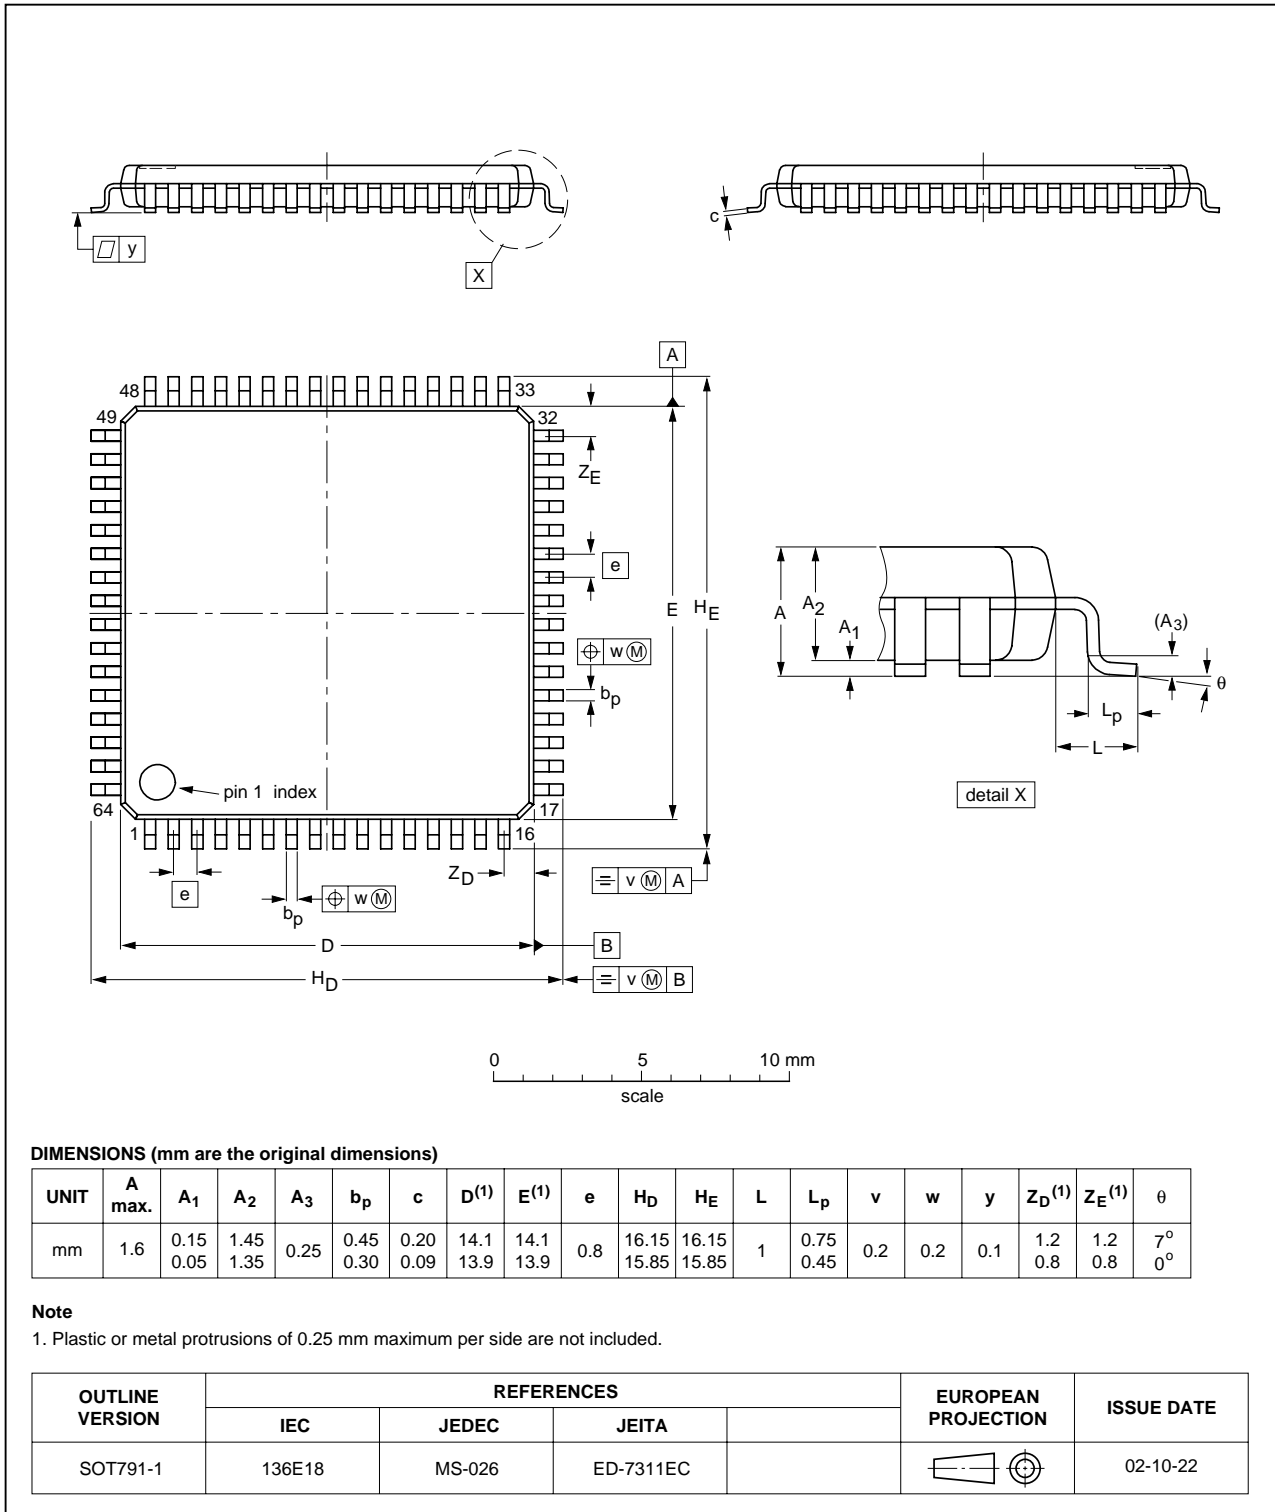 y
X
c
A
48
33
49
32
Z_E
e
E
H_E
w M
b_p
pin 1 index
64
17
1
16
Z_D
e
b_p
w M
v M A
D
B
H_D
v M B
A
A2
A1
(A3)
θ
L_p
L
detail X
0 5 10 mm
scale
DIMENSIONS (mm are the original dimensions)
UNIT A max. A1 A2 A3 b_p c D(1) E(1) e H_D H_E L L_p v w y Z_D(1) Z_E(1) θ
mm 1.6 0.15 0.05 1.45 1.35 0.25 0.45 0.30 0.20 0.09 14.1 13.9 14.1 13.9 0.8 16.15 15.85 16.15 15.85 1 0.75 0.45 0.2 0.2 0.1 1.2 0.8 1.2 0.8 7° 0°
Note
1. Plastic or metal protrusions of 0.25 mm maximum per side are not included.
OUTLINE VERSION REFERENCES EUROPEAN PROJECTION ISSUE DATE
IEC JEDEC JEITA
SOT791-1 136E18 MS-026 ED-7311EC 02-10-22